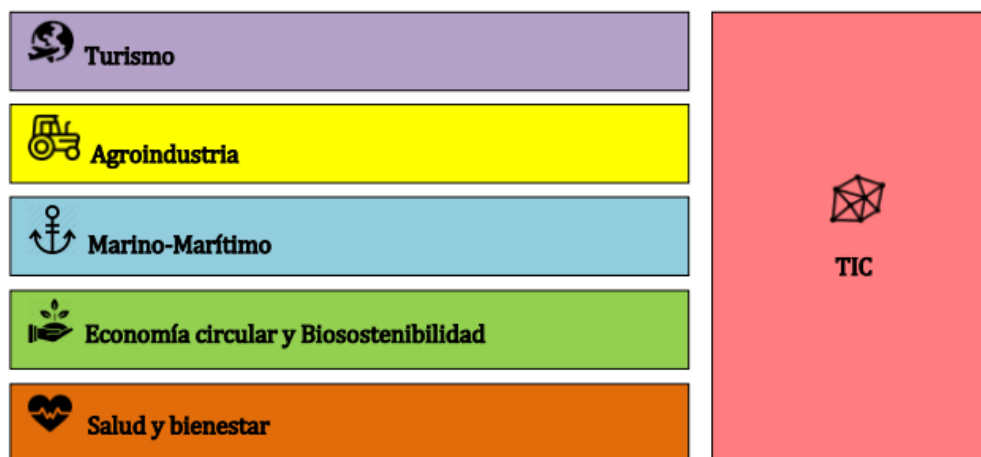 Turismo
Agroindustria
Marino-Marítimo
Economía circular y Biosostenibilidad
Salud y bienestar
TIC